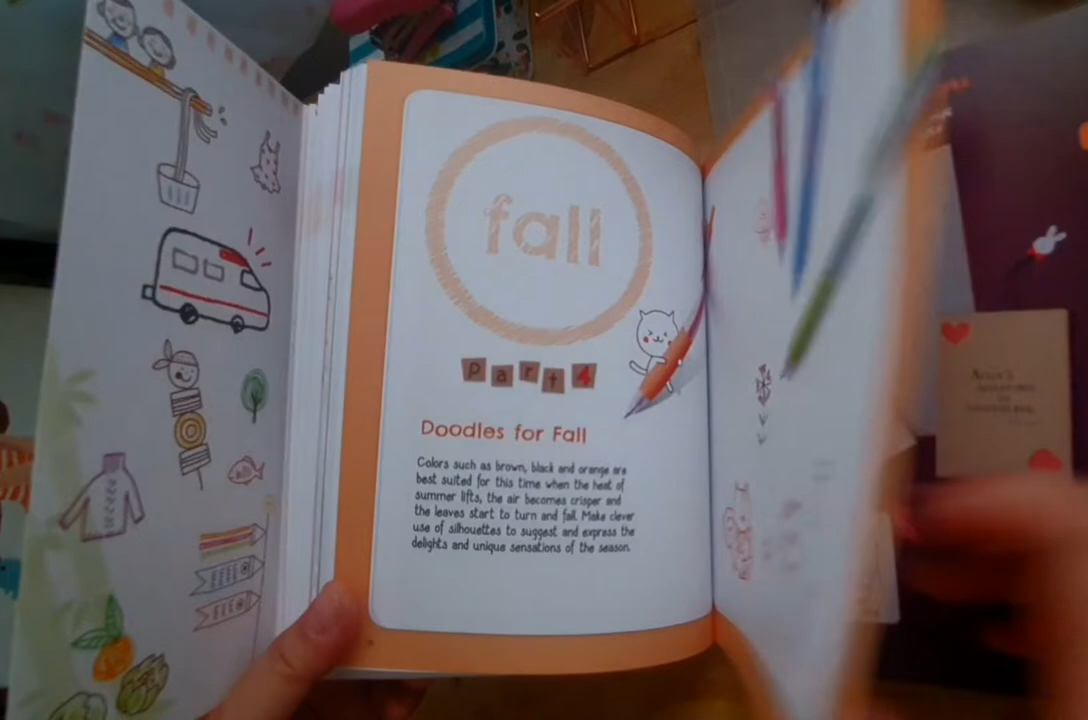 fall
part 4
Doodles for Fall
Colors such as brown, black and orange are
best suited for this time when the heat of
summer lifts, the air becomes crisper and
the leaves start to turn and fall. Make clever
use of silhouettes to suggest and express the
delights and unique sensations of the season.